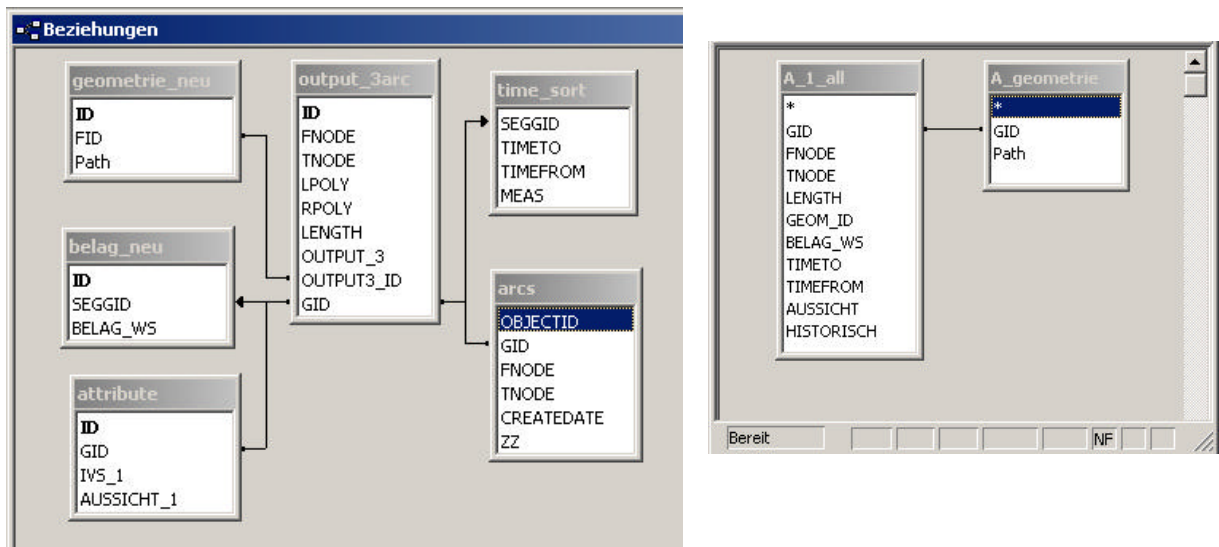 Beziehungen
geometrie_neu
ID
FID
Path
belag_neu
ID
SEGGID
BELAG_WS
attribute
ID
GID
IVS_1
AUSSICHT_1
output_3arc
ID
FNODE
TNODE
LPOLY
RPOLY
LENGTH
OUTPUT_3
OUTPUT3_ID
GID
time_sort
SEGGID
TIMETO
TIMEFROM
MEAS
arcs
OBJECTID
GID
FNODE
TNODE
CREATEDATE
ZZ
A_1_all
*
GID
FNODE
TNODE
LENGTH
GEOM_ID
BELAG_WS
TIMETO
TIMEFROM
AUSSICHT
HISTORISCH
A_geometrie
*
GID
Path
Bereit
NF